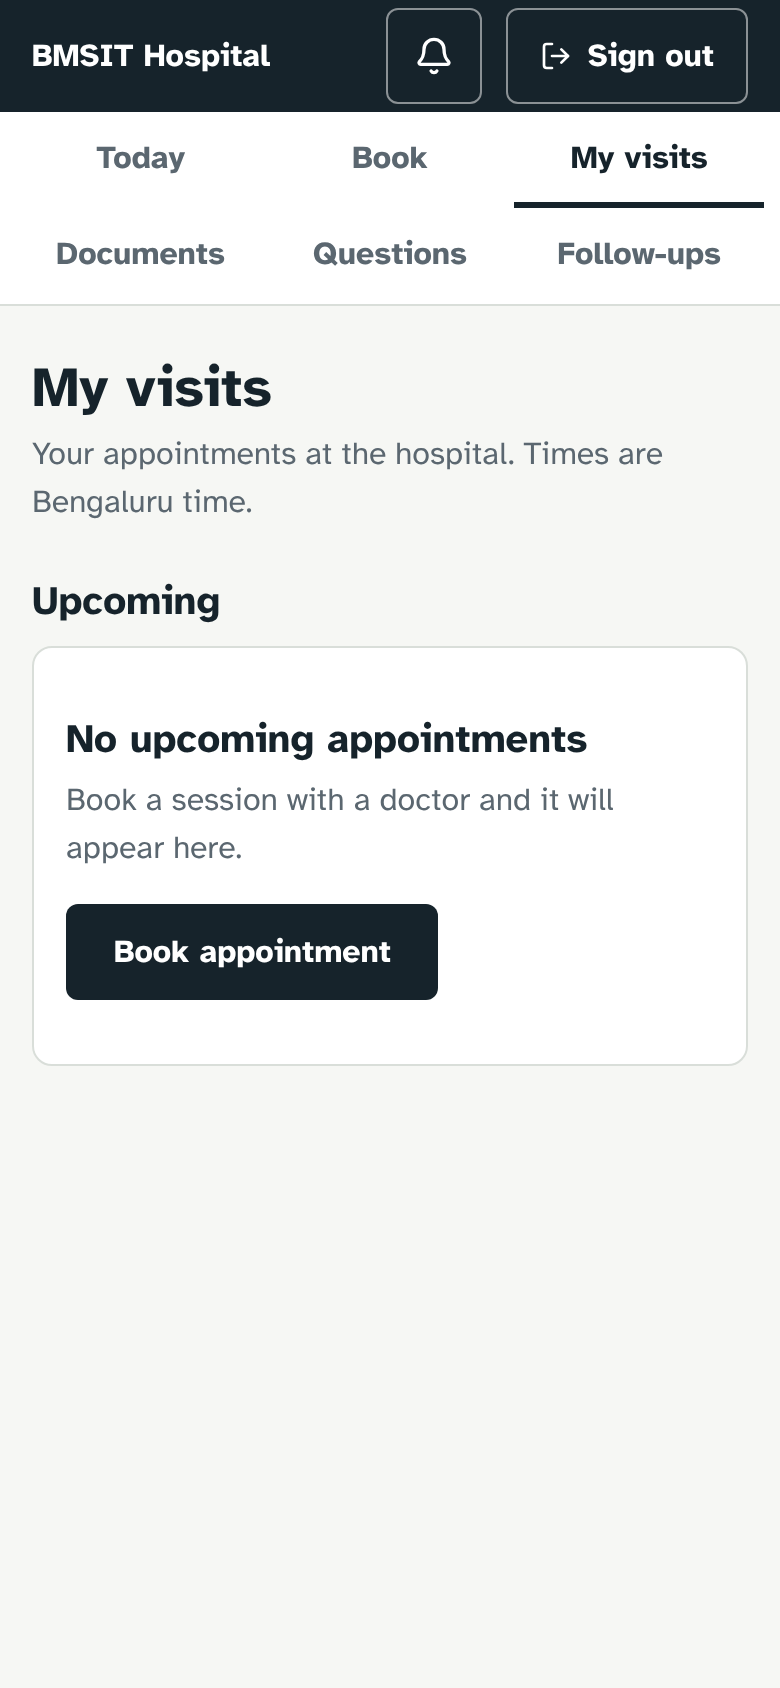 BMSIT Hospital
Sign out
Today
Book
My visits
Documents
Questions
Follow-ups
My visits
Your appointments at the hospital. Times are
Bengaluru time.
Upcoming
No upcoming appointments
Book a session with a doctor and it will
appear here.
Book appointment